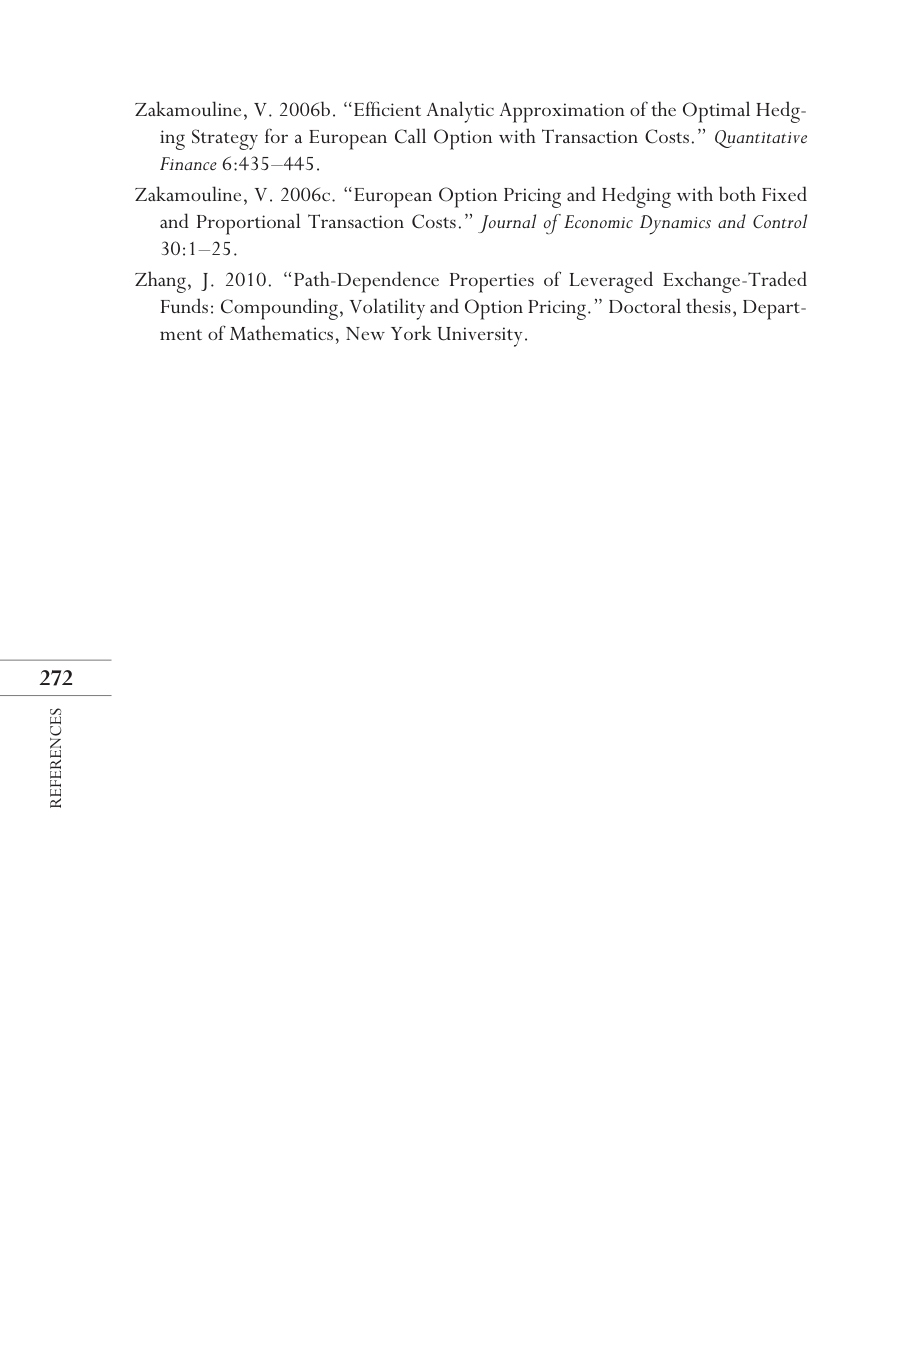 Zakamouline, V. 2006b. “Efficient Analytic Approximation of the Optimal Hedg-
ing Strategy for a European Call Option with Transaction Costs.” Quantitative
Finance 6:435–445.
Zakamouline, V. 2006c. “European Option Pricing and Hedging with both Fixed
and Proportional Transaction Costs.” Journal of Economic Dynamics and Control
30:1–25.
Zhang, J. 2010. “Path-Dependence Properties of Leveraged Exchange-Traded
Funds: Compounding, Volatility and Option Pricing.” Doctoral thesis, Depart-
ment of Mathematics, New York University.
272
REFERENCES